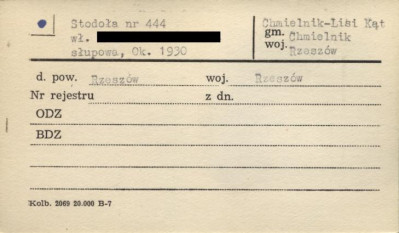 Stodoła nr 444
wł.
słupowa, Ok. 1930
Chmielnik-Lisi Kąt
gm. Chmielnik
woj. Rzeszów
d. pow. Rzeszów woj. Rzeszów
Nr rejestru z dn.
ODZ
BDZ
Kolb. 2069 20.000 B-7